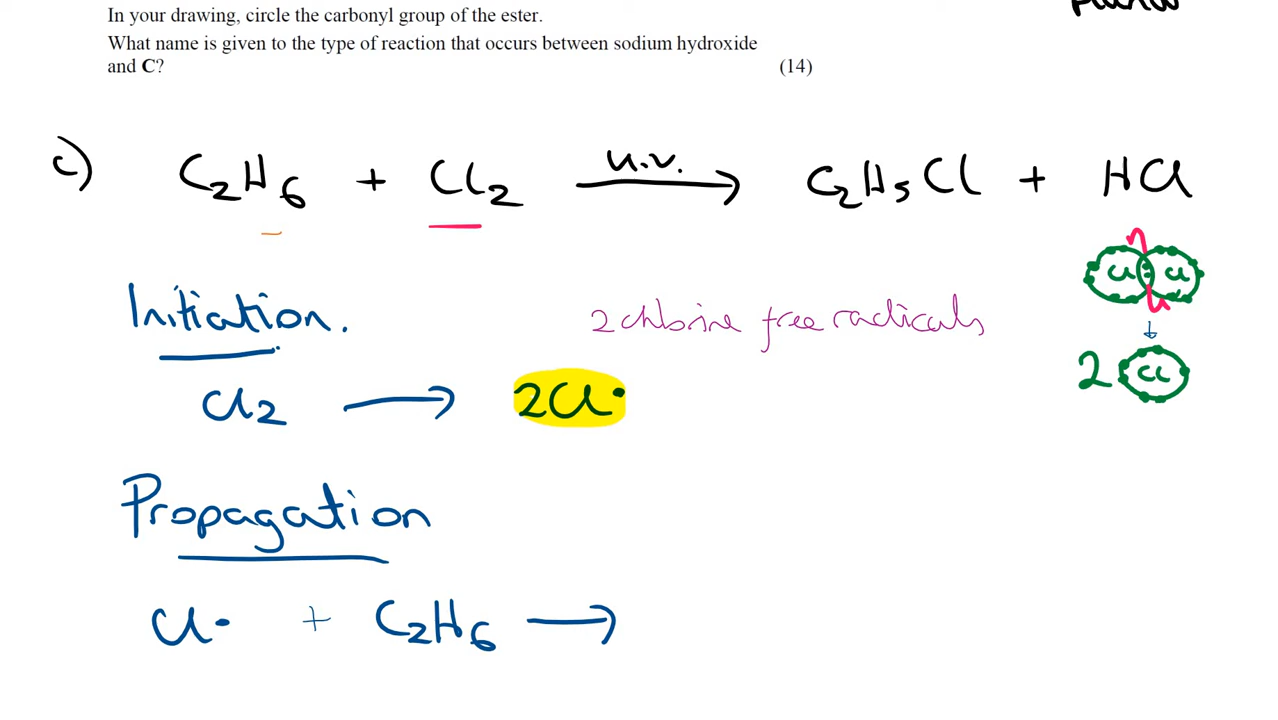 In your drawing, circle the carbonyl group of the ester.
What name is given to the type of reaction that occurs between sodium hydroxide
and C? (14)
c) C₂H₆ + Cl₂ u.v. → C₂H₅Cl + HCl
Cl Cl
Initiation. 2 chlorine free radicals
↓
Cl₂ → 2Cl• 2 Cl
Propagation
Cl• + C₂H₆ →